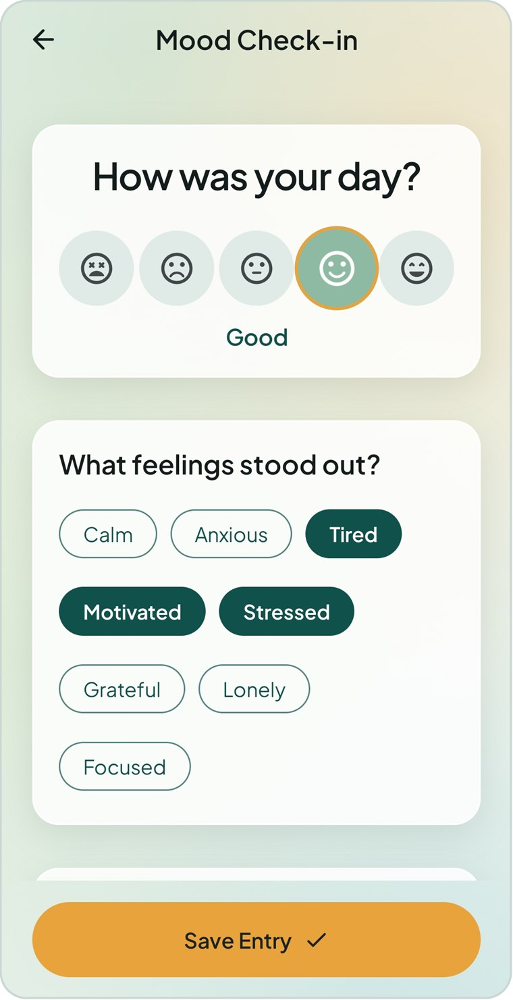 Mood Check-in
How was your day?
Good
What feelings stood out?
Calm Anxious Tired
Motivated Stressed
Grateful Lonely
Focused
Save Entry